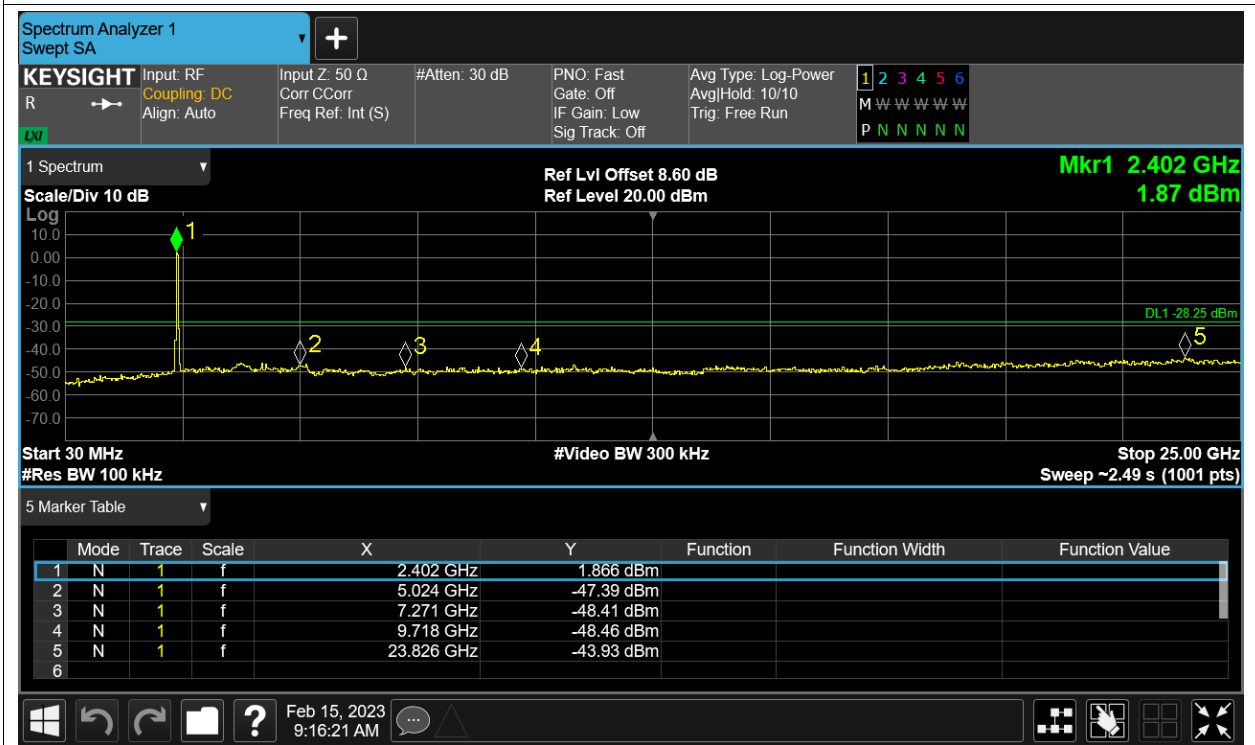 Spectrum Analyzer 1
Swept SA
KEYSIGHT
R
LXI
Input: RF
Coupling: DC
Align: Auto
Input Z: 50 Ω
Corr CCorr
Freq Ref: Int (S)
#Atten: 30 dB
PNO: Fast
Gate: Off
IF Gain: Low
Sig Track: Off
Avg Type: Log-Power
Avg|Hold: 10/10
Trig: Free Run
1 2 3 4 5 6
M W W W W W
P N N N N N
1 Spectrum
Scale/Div 10 dB
Ref Lvl Offset 8.60 dB
Ref Level 20.00 dBm
Mkr1 2.402 GHz
1.87 dBm
Log
10.0
0.00
-10.0
-20.0
-30.0
-40.0
-50.0
-60.0
-70.0
1
2
3
4
5
DL1 -28.25 dBm
Start 30 MHz
#Res BW 100 kHz
#Video BW 300 kHz
Stop 25.00 GHz
Sweep ~2.49 s (1001 pts)
5 Marker Table
Mode Trace Scale X Y Function Function Width Function Value
1 N 1 f 2.402 GHz 1.866 dBm
2 N 1 f 5.024 GHz -47.39 dBm
3 N 1 f 7.271 GHz -48.41 dBm
4 N 1 f 9.718 GHz -48.46 dBm
5 N 1 f 23.826 GHz -43.93 dBm
6
?
Feb 15, 2023
9:16:21 AM